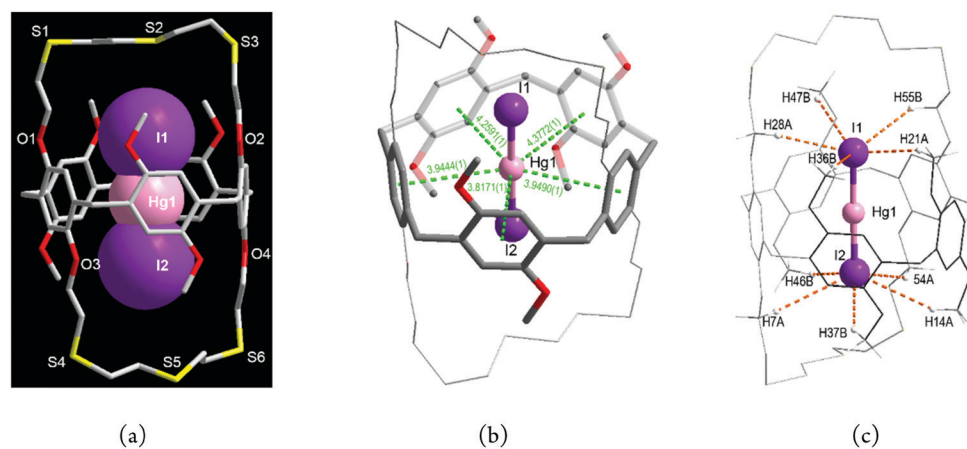 S1
S2
S3
O1
I1
O2
Hg1
O3
I2
O4
S4
S5
S6
(a)
I1
4.2591(1)
4.3772(1)
Hg1
3.9444(1)
3.8171(1)
3.9490(1)
I2
(b)
H47B
H55B
I1
H28A
H21A
H36B
Hg1
I2
H46B
54A
H7A
H14A
H37B
(c)